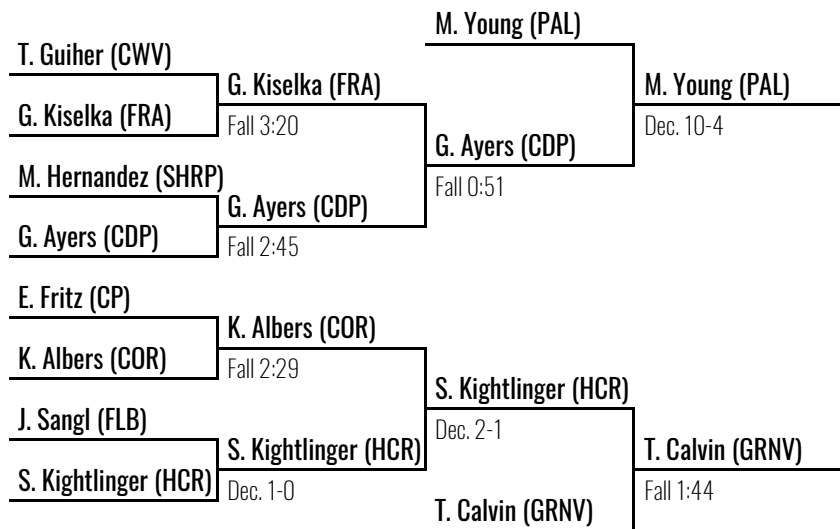 M. Young (PAL)
T. Guiher (CWV)
G. Kiselka (FRA)
M. Young (PAL)
G. Kiselka (FRA)
Fall 3:20
Dec. 10-4
G. Ayers (CDP)
M. Hernandez (SHRP)
Fall 0:51
G. Ayers (CDP)
G. Ayers (CDP)
Fall 2:45
E. Fritz (CP)
K. Albers (COR)
K. Albers (COR)
Fall 2:29
S. Kightlinger (HCR)
J. Sangl (FLB)
Dec. 2-1
S. Kightlinger (HCR)
T. Calvin (GRNV)
S. Kightlinger (HCR)
Dec. 1-0
Fall 1:44
T. Calvin (GRNV)